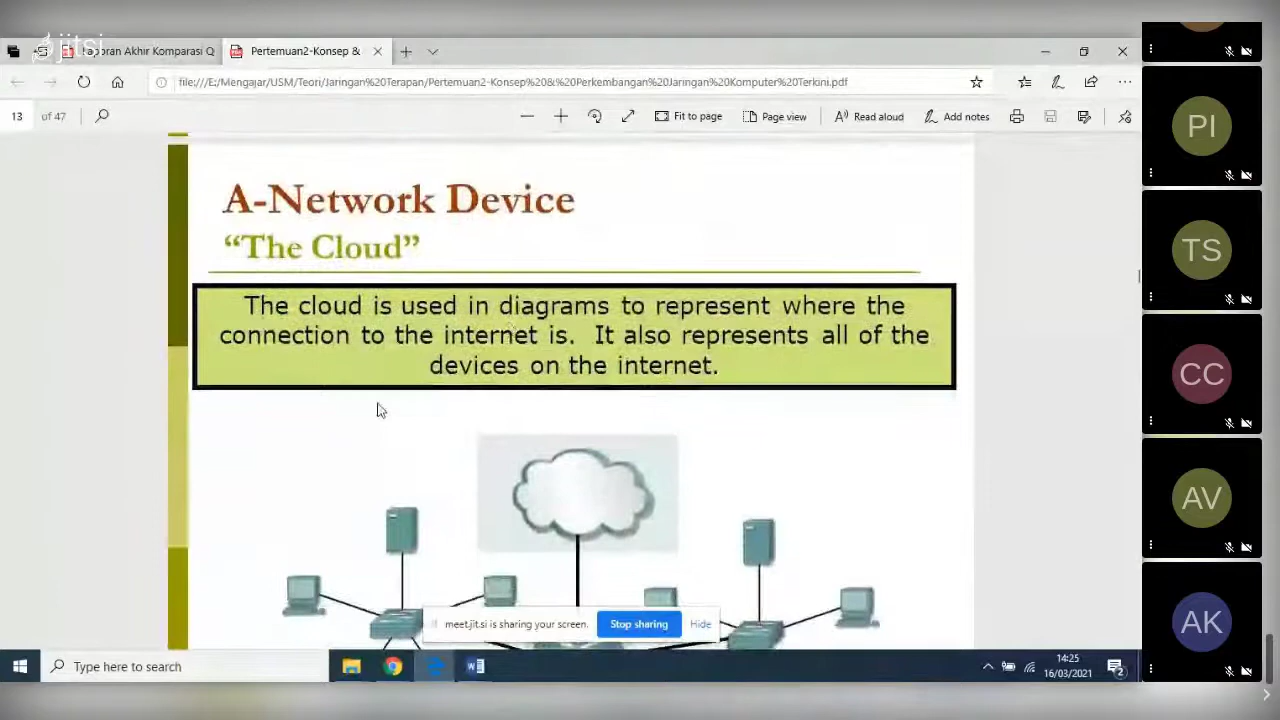 jitsi
aporan Akhir Komparasi Q
Pertemuan2-Konsep &
file:///E:/Mengajar/USM/Teori/Jaringan%20Terapan/Pertemuan2-Konsep%20&%20Perkembangan%20Jaringan%20Komputer%20Terkini.pdf
13 of 47
Fit to page
Page view
Read aloud
Add notes
A-Network Device
“The Cloud”
The cloud is used in diagrams to represent where the
connection to the internet is. It also represents all of the
devices on the internet.
meet.jit.si is sharing your screen. Stop sharing Hide
Type here to search
14:25
16/03/2021
2
PI
TS
CC
AV
AK